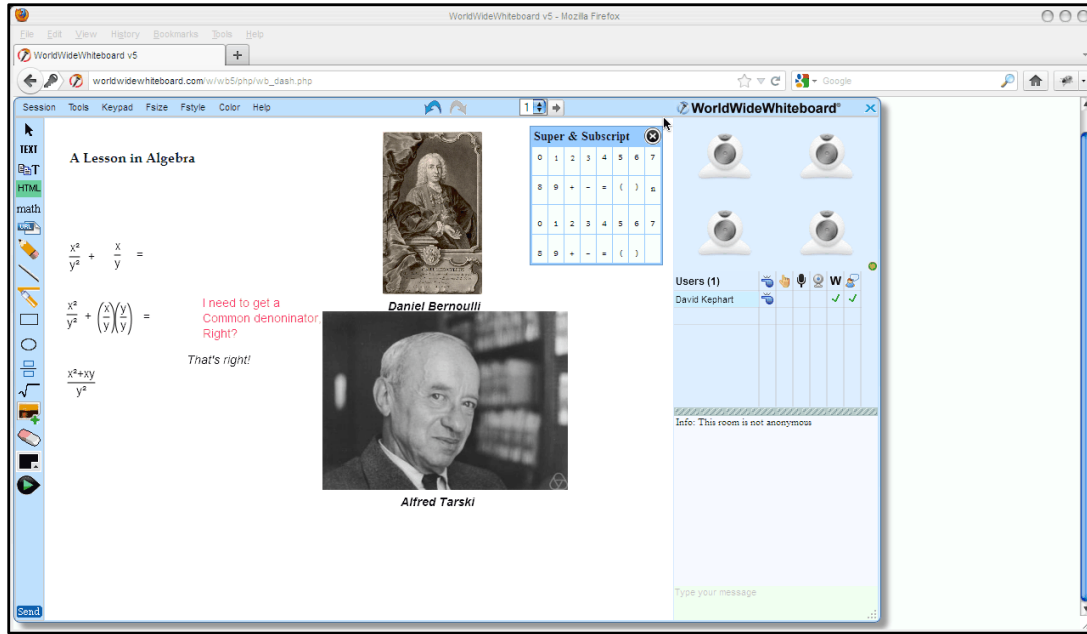 WorldWideWhiteboard v5 - Mozilla Firefox
File Edit View History Bookmarks Tools Help
WorldWideWhiteboard v5 +
worldwidewhiteboard.com/w/wb5/php/wb_dash.php Google
Session Tools Keypad Fsize Fstyle Color Help 1 WorldWideWhiteboard®
TEXT
T
HTML
math
URL
A Lesson in Algebra
Super & Subscript
0 1 2 3 4 5 6 7
8 9 + - = ( ) n
0 1 2 3 4 5 6 7
8 9 + - = ( )
x²/y² + x/y =
Daniel Bernoulli
x²/y² + (x/y)(y/y) =
I need to get a
Common denoninator,
Right?
That's right!
x²+xy/y²
Alfred Tarski
Users (1) W
David Kephart
Info: This room is not anonymous
Type your message
Send